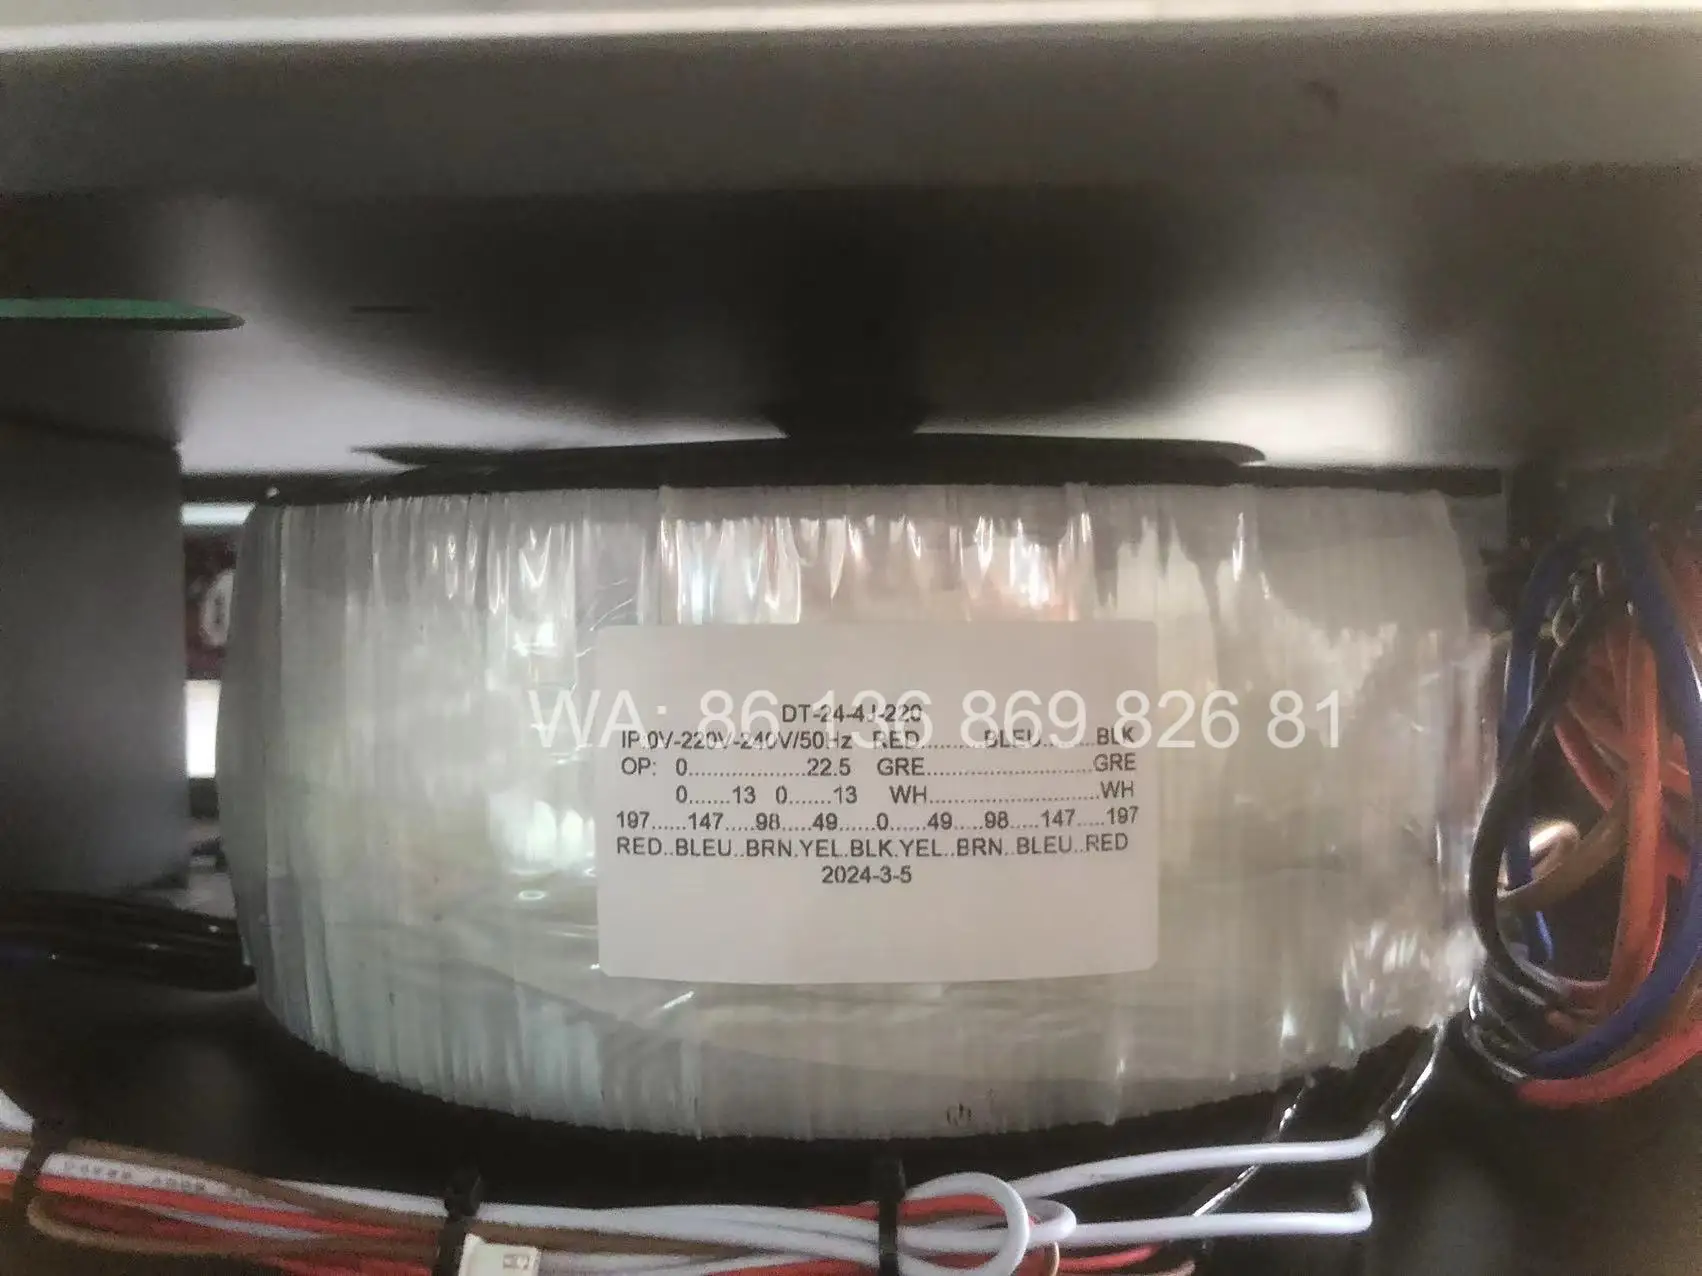 WA: 86 136 869 826 81
DT-24-4J-220
IP:0V-220V-240V/50Hz RED.........BLEU.......BLK
OP: 0...................22.5 GRE...........................GRE
0.......13 0.......13 WH............................WH
197......147.....98.....49......0......49.....98.....147.....197
RED..BLEU..BRN.YEL.BLK.YEL..BRN..BLEU..RED
2024-3-5